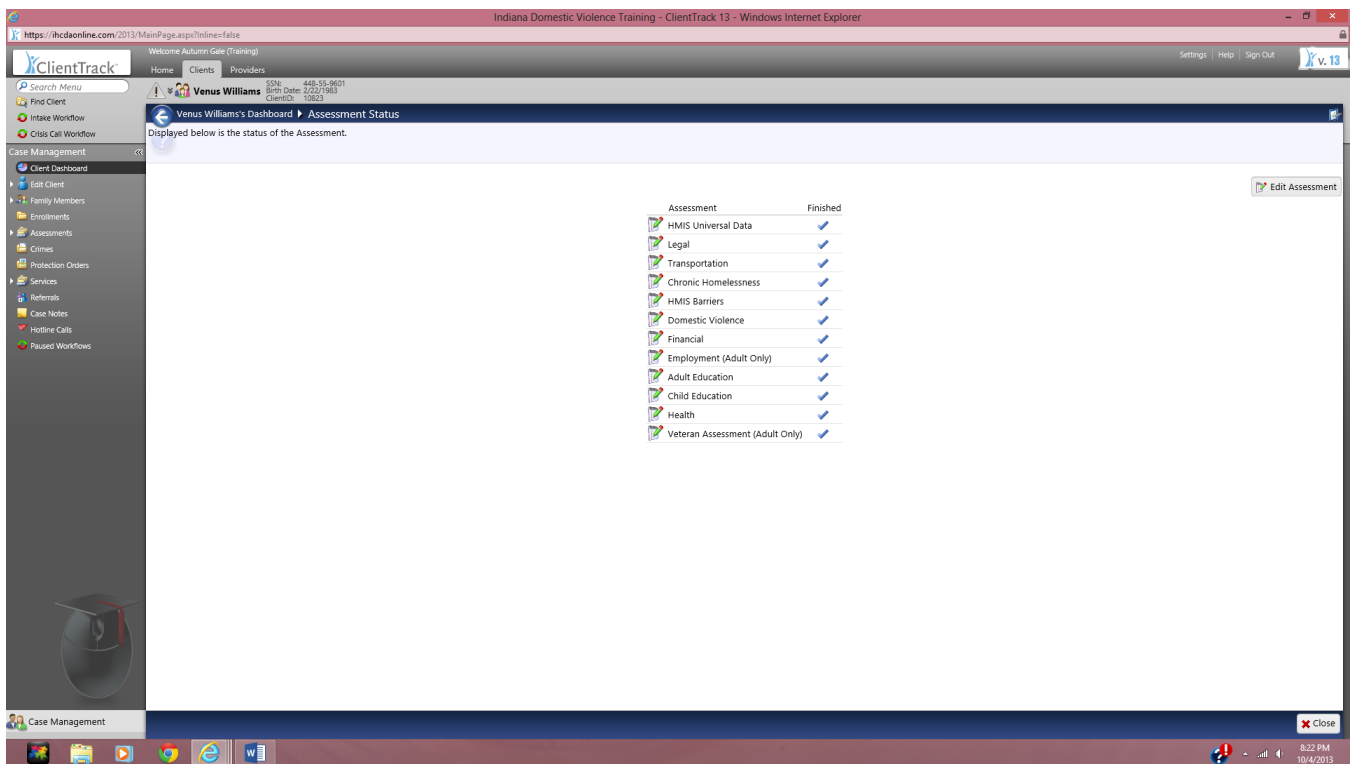 Indiana Domestic Violence Training - ClientTrack 13 - Windows Internet Explorer
https://ihcdaonline.com/2013/MainPage.aspx?Inline=false
ClientTrack
Welcome Autumn Gale (Training)
Settings Help Sign Out
v. 13
Home Clients Providers
Search Menu
Find Client
Intake Workflow
Crisis Call Workflow
Case Management
Client Dashboard
Edit Client
Family Members
Enrollments
Assessments
Crimes
Protection Orders
Services
Referrals
Case Notes
Hotline Calls
Paused Workflows
Case Management
Venus Williams
SSN: 448-55-9601
Birth Date: 2/22/1983
ClientID: 10823
Venus Williams's Dashboard Assessment Status
Displayed below is the status of the Assessment.
Edit Assessment
Assessment Finished
HMIS Universal Data
Legal
Transportation
Chronic Homelessness
HMIS Barriers
Domestic Violence
Financial
Employment (Adult Only)
Adult Education
Child Education
Health
Veteran Assessment (Adult Only)
Close
8:22 PM
10/4/2013